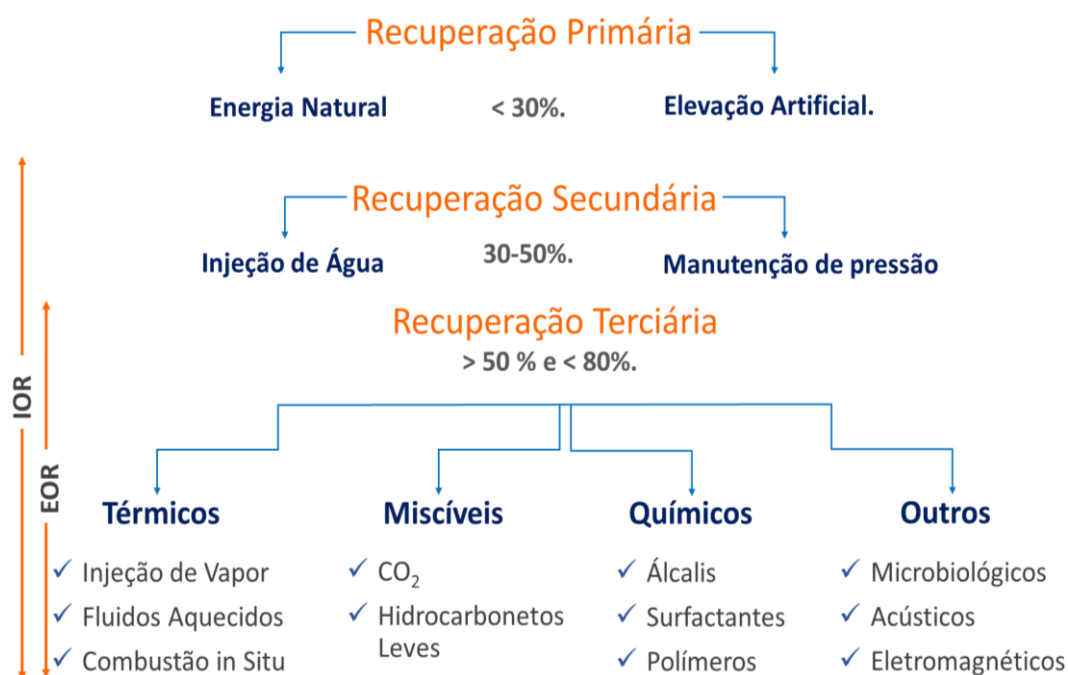 Recuperação Primária
Energia Natural
< 30%.
Elevação Artificial.
Recuperação Secundária
Injeção de Água
30-50%.
Manutenção de pressão
Recuperação Terciária
> 50 % e < 80%.
IOR
EOR
Térmicos
✓ Injeção de Vapor
✓ Fluidos Aquecidos
✓ Combustão in Situ
Miscíveis
✓ CO₂
✓ Hidrocarbonetos
Leves
Químicos
✓ Álcalis
✓ Surfactantes
✓ Polímeros
Outros
✓ Microbiológicos
✓ Acústicos
✓ Eletromagnéticos